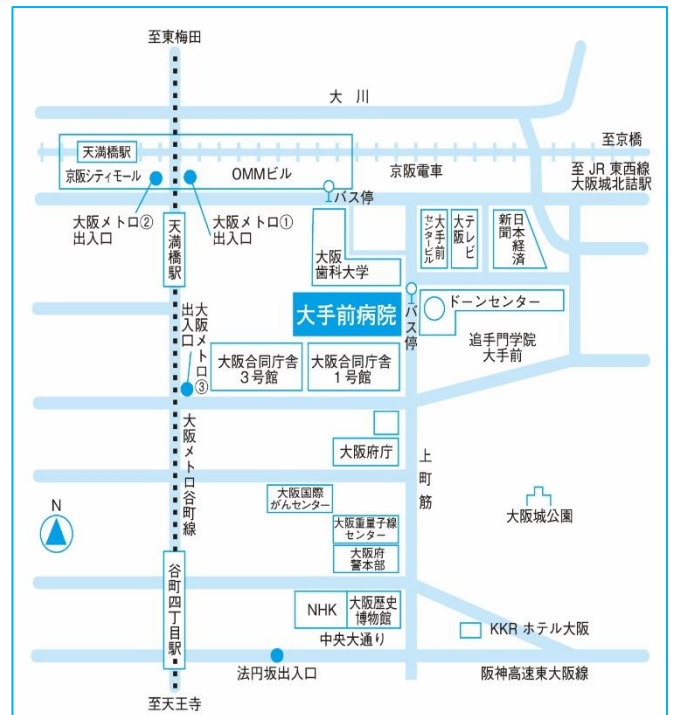 至東梅田
大川
至京橋
天満橋駅
京阪シティモール
OMMビル
京阪電車
至 JR 東西線
大阪城北詰駅
バス停
大阪メトロ②
出入口
大阪メトロ①
出入口
天満橋駅
大阪
歯科大学
大手前
センタービル
テレビ
大阪
日本経済
新聞
大手前病院
バス停
ドーンセンター
追手門学院
大手前
大阪メトロ③
出入口
大阪合同庁舎
3号館
大阪合同庁舎
1号館
大阪メトロ谷町線
大阪府庁
上町筋
大阪国際
がんセンター
大阪城公園
N
大阪重量子線
センター
大阪府
警本部
谷町四丁目駅
NHK
大阪歴史
博物館
KKR ホテル大阪
中央大通り
法円坂出入口
阪神高速東大阪線
至天王寺